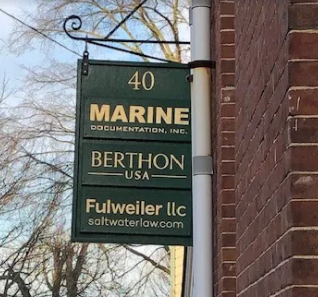 40
MARINE
DOCUMENTATION, INC.
BERTHON
USA
Fulweiler llc
saltwaterlaw.com